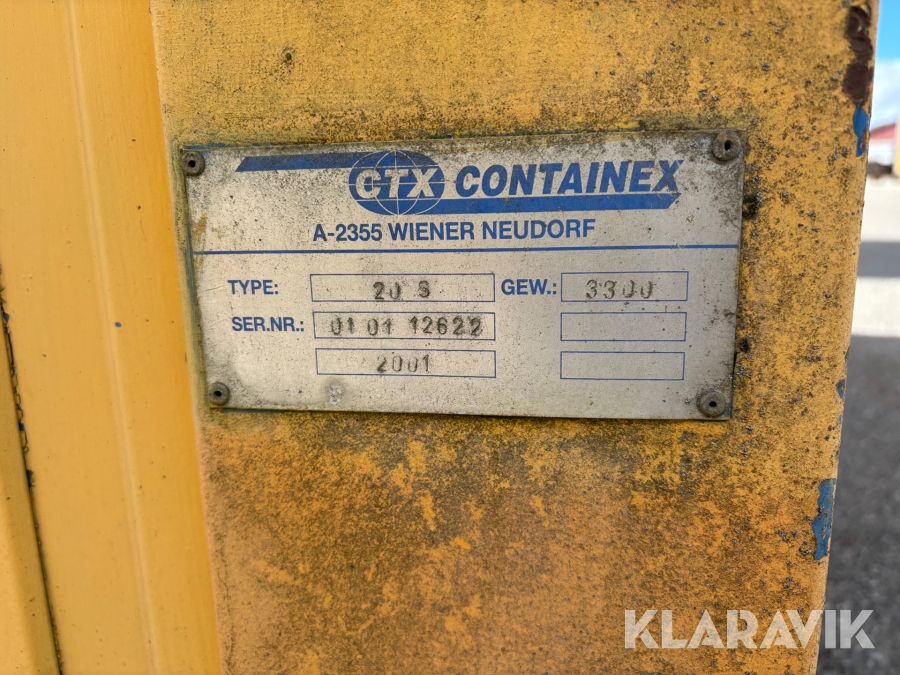 CTX CONTAINEX
A-2355 WIENER NEUDORF
TYPE: 20 S GEW.: 3300
SER.NR.: 01 01 12622
2001
KLARAVIK